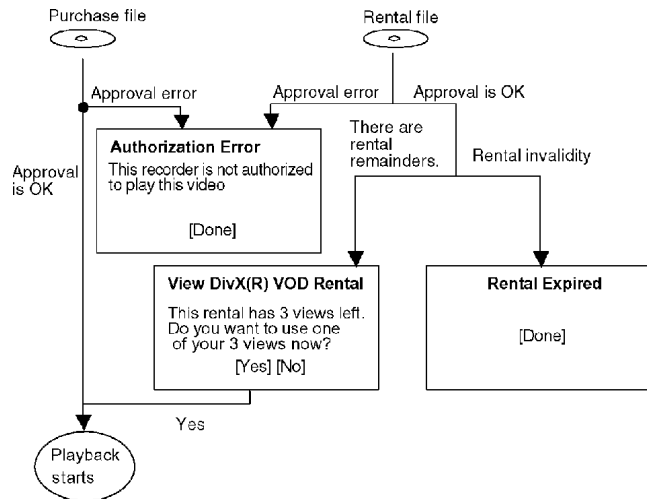 Purchase file
Rental file
Approval error
Approval error
Approval is OK
Authorization Error
This recorder is not authorized
to play this video
[Done]
There are
rental
remainders.
Rental invalidity
Approval
is OK
View DivX(R) VOD Rental
This rental has 3 views left.
Do you want to use one
of your 3 views now?
[Yes] [No]
Rental Expired
[Done]
Yes
Playback
starts